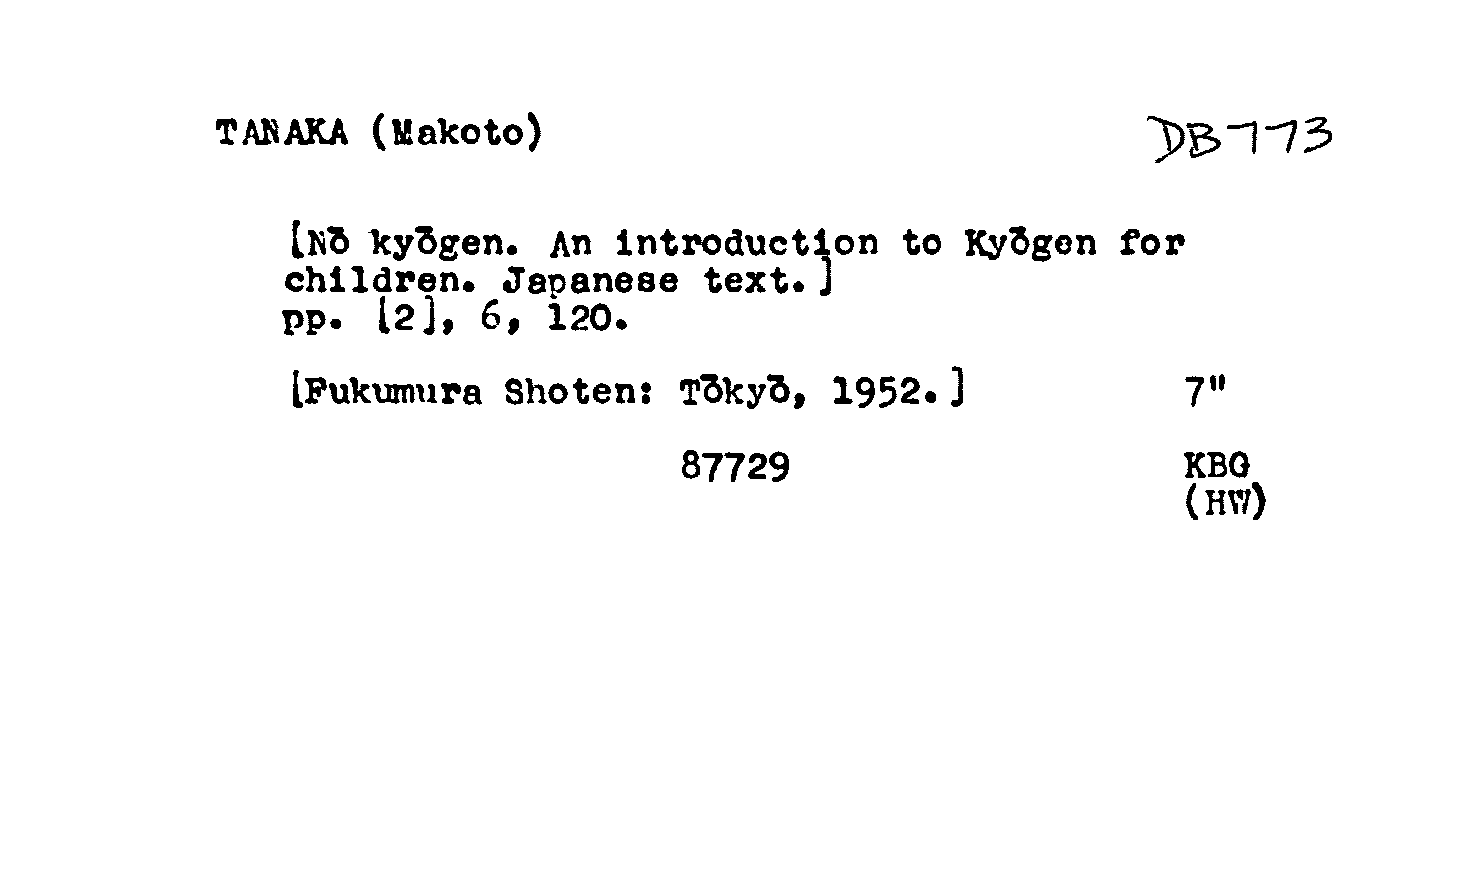 TANAKA (Makoto) DB773
[Nō kyōgen. An introduction to Kyōgen for
children. Japanese text.]
pp. [2], 6, 120.
[Fukumura Shoten: Tōkyō, 1952.] 7"
87729 KBG
(HW)